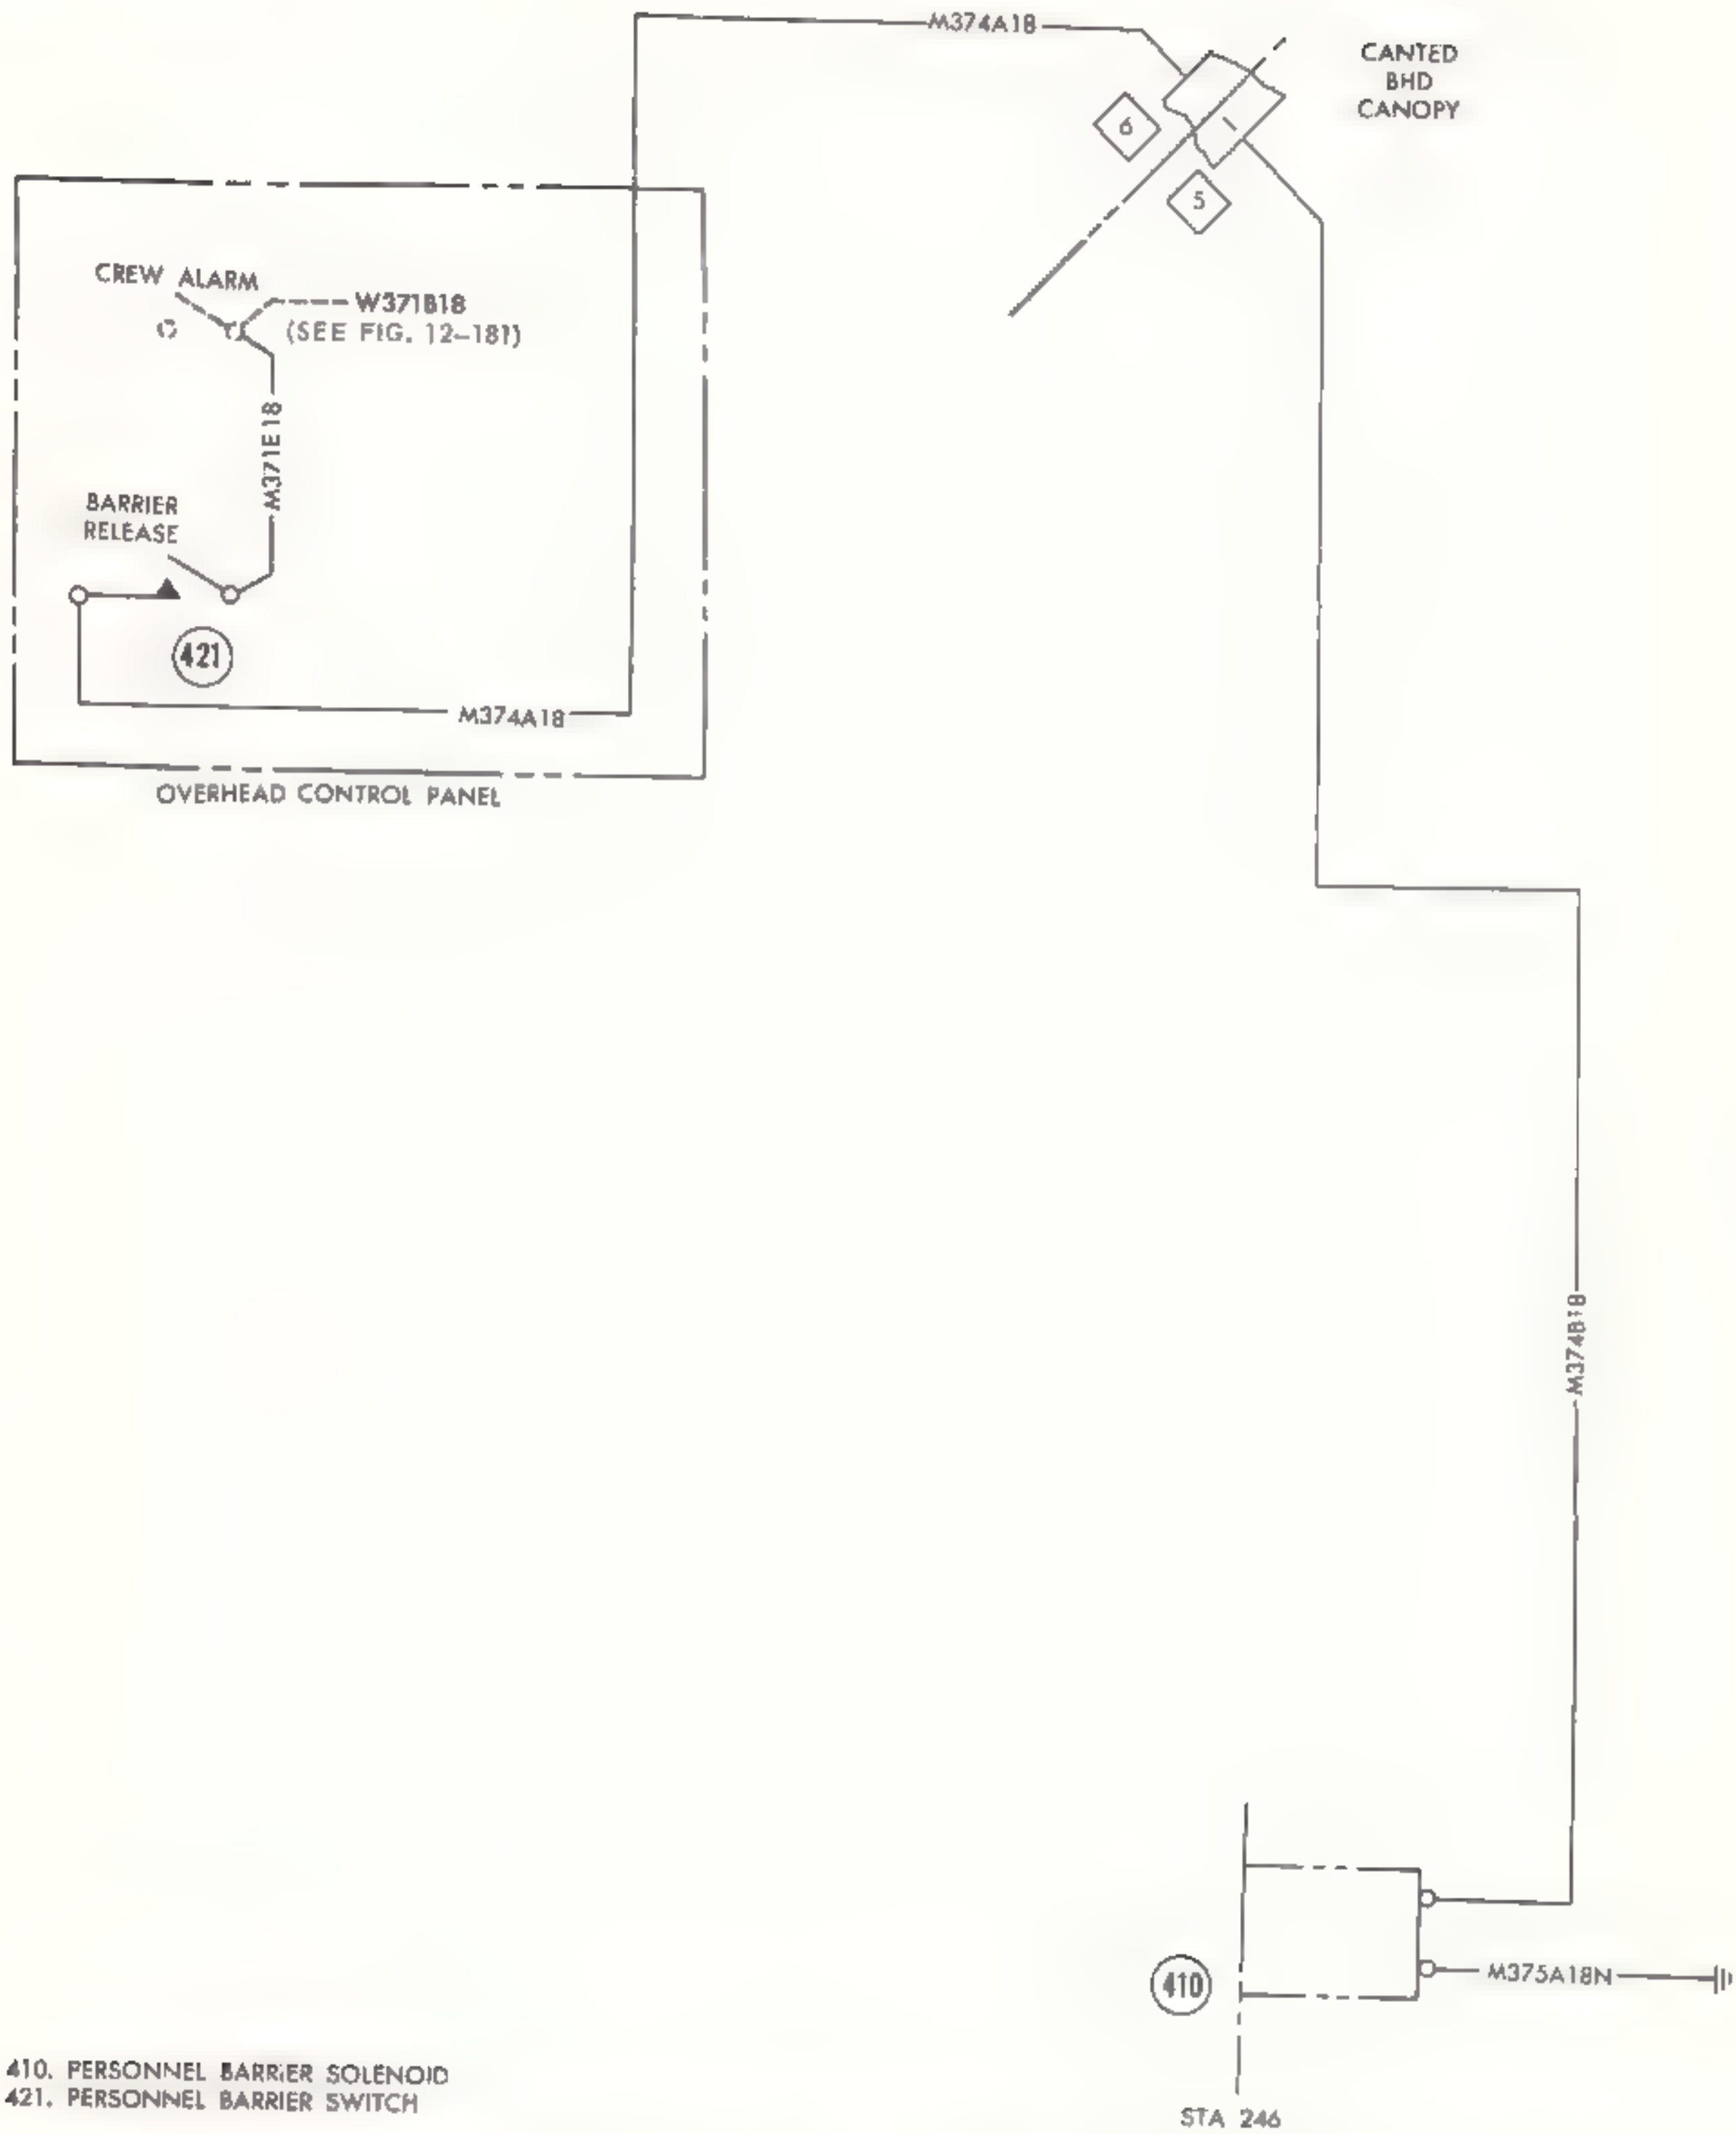 M374A18
CANTED
BHD
CANOPY
6
5
CREW ALARM
W371B18
(SEE FIG. 12-181)
M371E18
BARRIER
RELEASE
421
M374A18
OVERHEAD CONTROL PANEL
M374B18
410
M375A18N
410. PERSONNEL BARRIER SOLENOID
421. PERSONNEL BARRIER SWITCH
STA 246